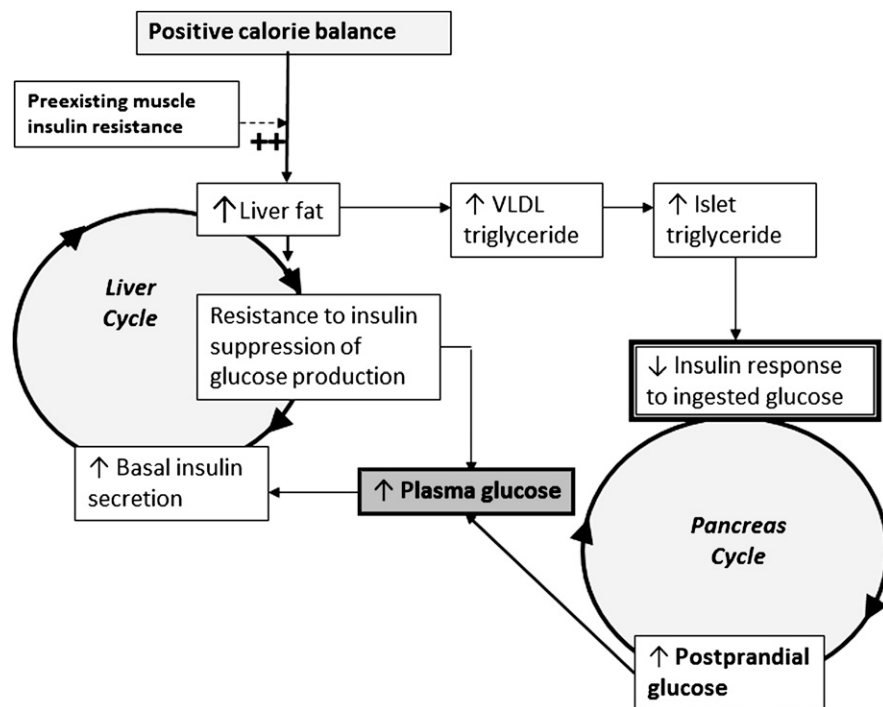 Positive calorie balance
Preexisting muscle
insulin resistance
++
↑ Liver fat
↑ VLDL
triglyceride
↑ Islet
triglyceride
Liver
Cycle
Resistance to insulin
suppression of
glucose production
↓ Insulin response
to ingested glucose
↑ Basal insulin
secretion
↑ Plasma glucose
Pancreas
Cycle
↑ Postprandial
glucose